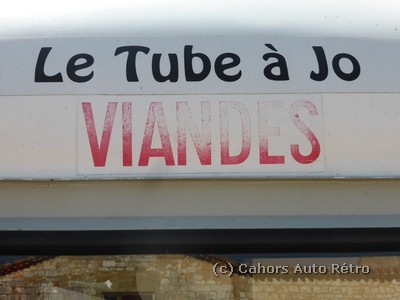 Le Tube à Jo
VIANDES
(c) Cahors Auto Rétro